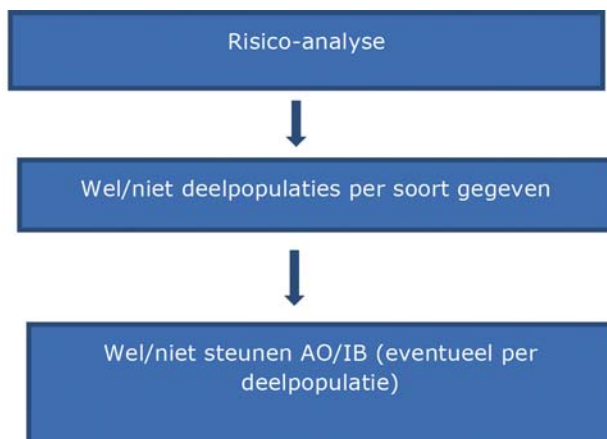 Risico-analyse
Wel/niet deelpopulaties per soort gegeven
Wel/niet steunen AO/IB (eventueel per
deelpopulatie)